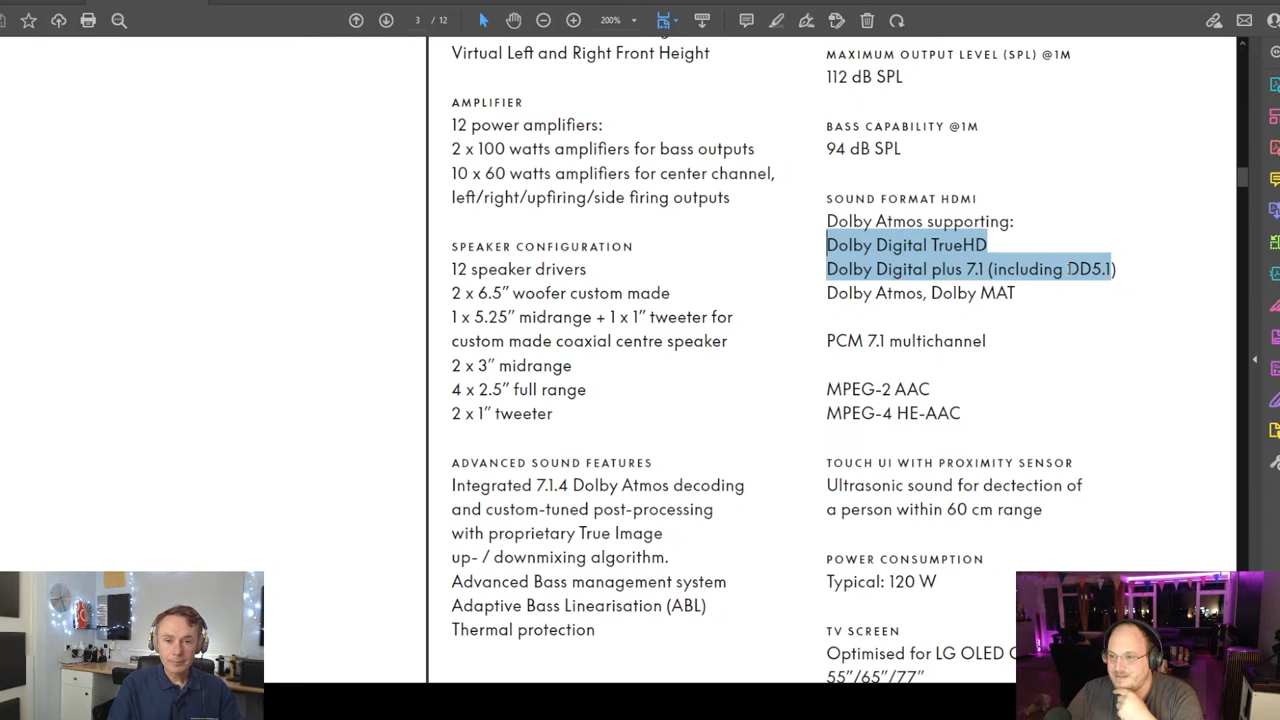 3 / 12
200%
Virtual Left and Right Front Height
AMPLIFIER
12 power amplifiers:
2 x 100 watts amplifiers for bass outputs
10 x 60 watts amplifiers for center channel,
left/right/upfiring/side firing outputs
SPEAKER CONFIGURATION
12 speaker drivers
2 x 6.5” woofer custom made
1 x 5.25” midrange + 1 x 1” tweeter for
custom made coaxial centre speaker
2 x 3” midrange
4 x 2.5” full range
2 x 1” tweeter
ADVANCED SOUND FEATURES
Integrated 7.1.4 Dolby Atmos decoding
and custom-tuned post-processing
with proprietary True Image
up- / downmixing algorithm.
Advanced Bass management system
Adaptive Bass Linearisation (ABL)
Thermal protection
MAXIMUM OUTPUT LEVEL (SPL) @1M
112 dB SPL
BASS CAPABILITY @1M
94 dB SPL
SOUND FORMAT HDMI
Dolby Atmos supporting:
Dolby Digital TrueHD
Dolby Digital plus 7.1 (including DD5.1)
Dolby Atmos, Dolby MAT
PCM 7.1 multichannel
MPEG-2 AAC
MPEG-4 HE-AAC
TOUCH UI WITH PROXIMITY SENSOR
Ultrasonic sound for dectection of
a person within 60 cm range
POWER CONSUMPTION
Typical: 120 W
TV SCREEN
Optimised for LG OLED
55”/65”/77”